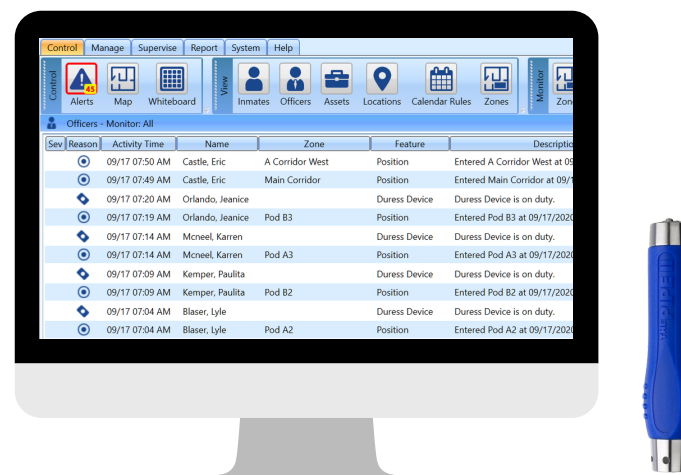 Control Manage Supervise Report System Help
Control 45 Alerts Map Whiteboard View Inmates Officers Assets Locations Calendar Rules Zones Monitor
Officers - Monitor: All
Sev Reason Activity Time Name Zone Feature
09/17 07:50 AM Castle, Eric A Corridor West Position Entered A Corridor West at
09/17 07:49 AM Castle, Eric Main Corridor Position Entered Main Corridor at
09/17 07:20 AM Orlando, Jeanice Duress Device Duress Device is on duty.
09/17 07:19 AM Orlando, Jeanice Pod B3 Position Entered Pod B3 at 09/17/2020
09/17 07:14 AM Mcneel, Karren Duress Device Duress Device is on duty.
09/17 07:14 AM Mcneel, Karren Pod A3 Position Entered Pod A3 at 09/17/2020
09/17 07:09 AM Kemper, Paulita Duress Device Duress Device is on duty.
09/17 07:09 AM Kemper, Paulita Pod B2 Position Entered Pod B2 at 09/17/2020
09/17 07:04 AM Blaser, Lyle Duress Device Duress Device is on duty.
09/17 07:04 AM Blaser, Lyle Pod A2 Position Entered Pod A2 at 09/17/2020
THE PIPE